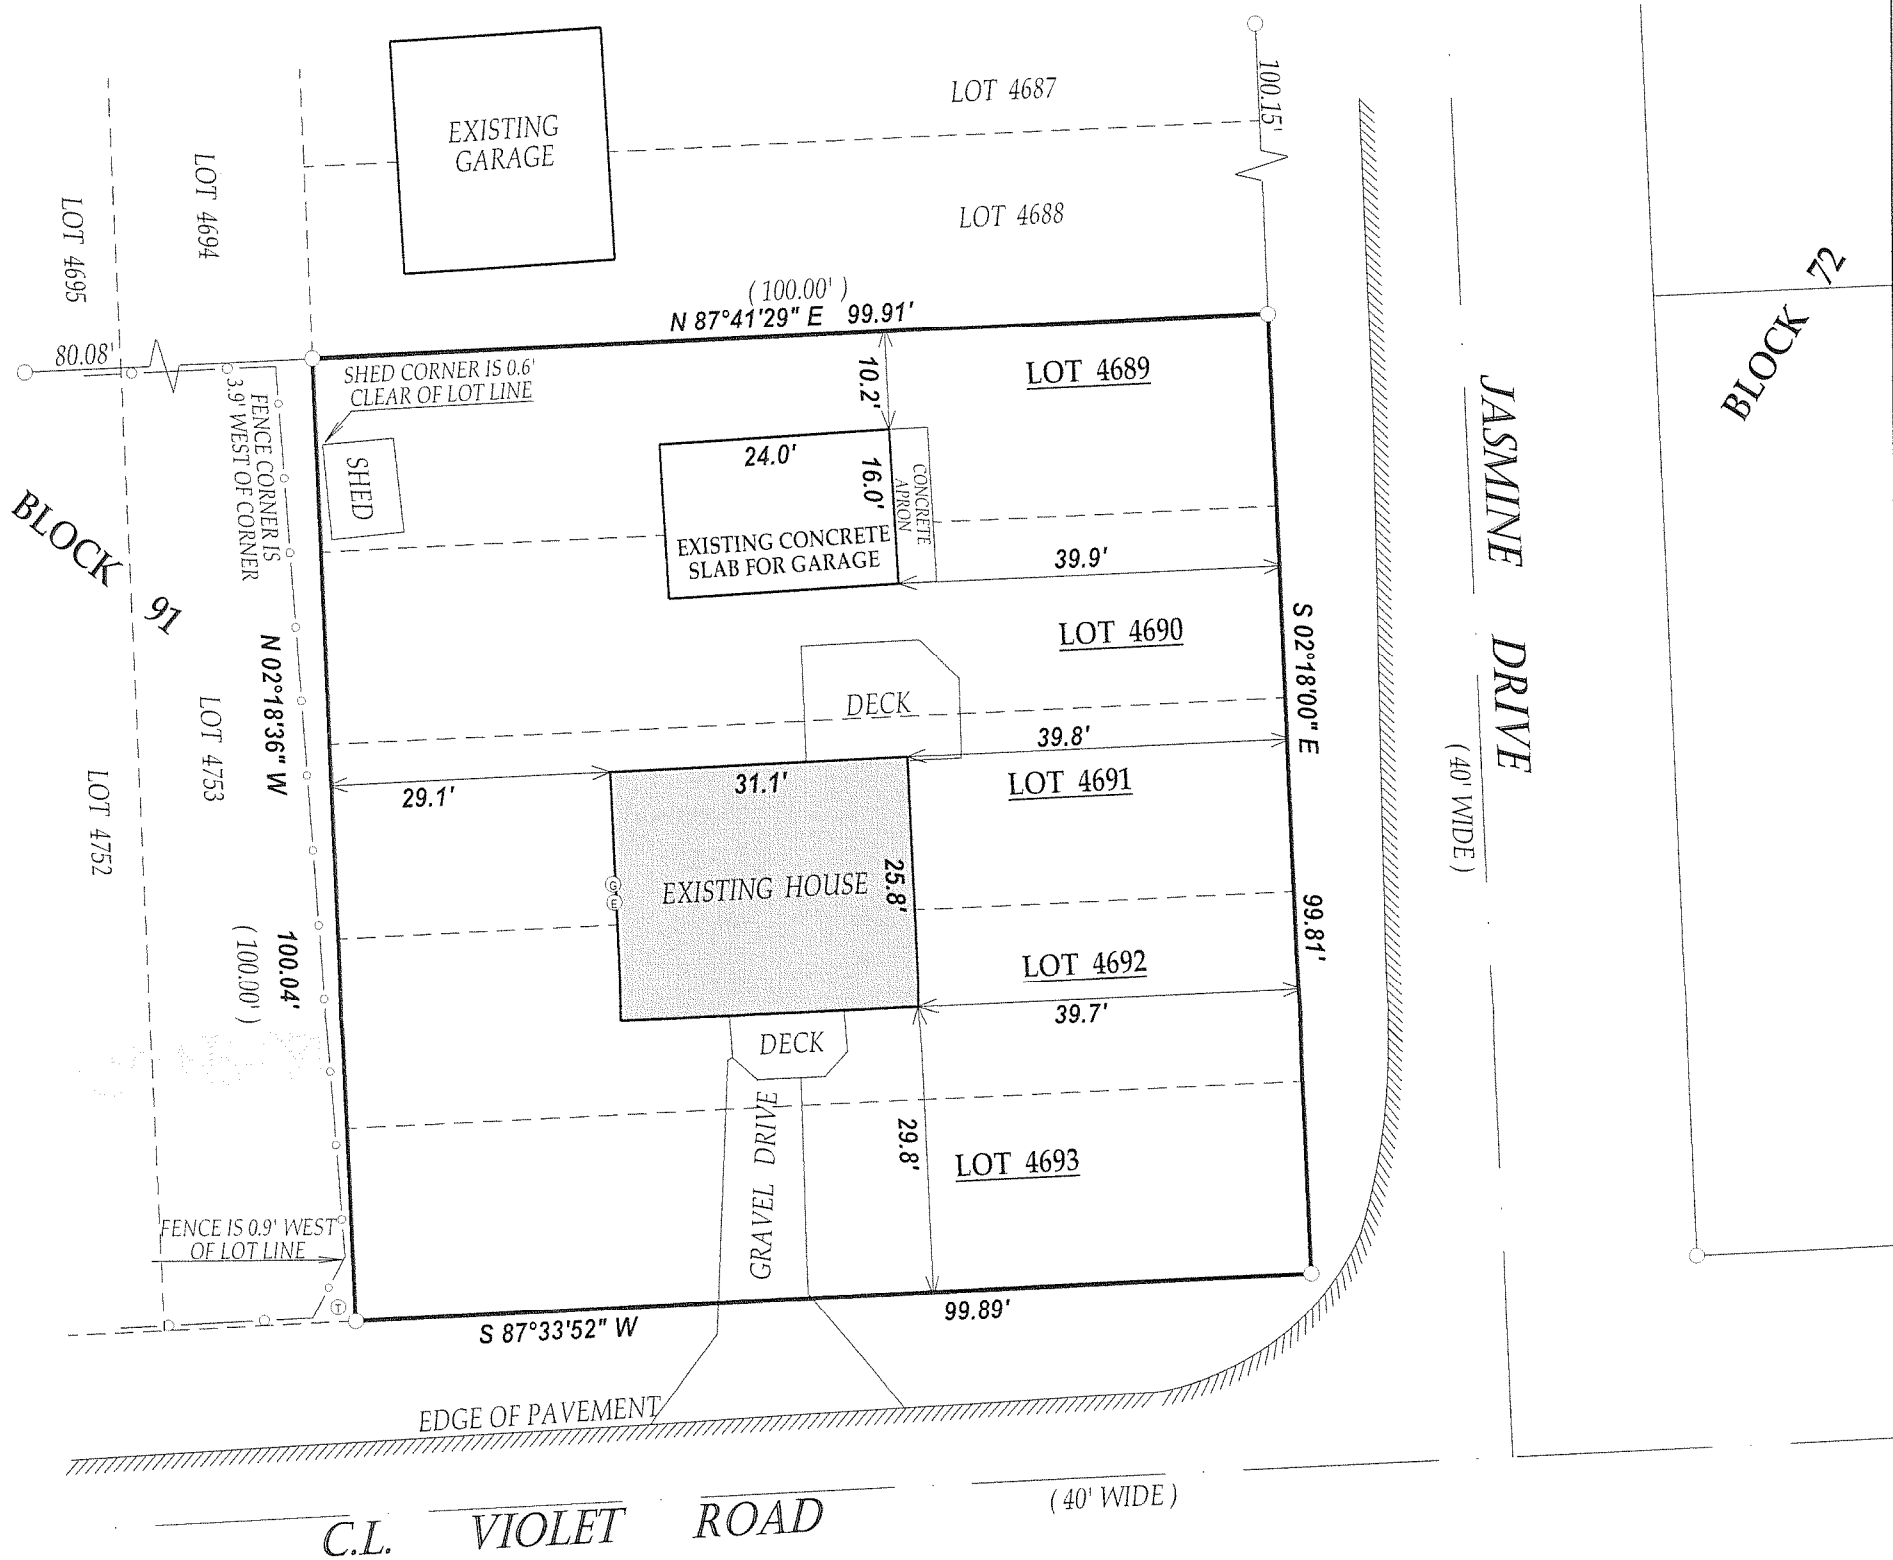 LOT 4687
100.15'
EXISTING
GARAGE
LOT 4694
LOT 4695
LOT 4688
BLOCK 72
( 100.00' )
N 87°41'29" E 99.91'
80.08'
SHED CORNER IS 0.6'
CLEAR OF LOT LINE
LOT 4689
10.2'
FENCE CORNER IS
3.9' WEST OF CORNER
SHED
24.0'
16.0'
CONCRETE
APRON
EXISTING CONCRETE
SLAB FOR GARAGE
39.9'
BLOCK 91
JASMINE DRIVE
( 40' WIDE )
LOT 4690
S 02°18'00" E
99.81'
N 02°18'36" W
100.04'
( 100.00' )
LOT 4753
LOT 4752
DECK
39.8'
29.1'
31.1'
LOT 4691
EXISTING HOUSE
25.8'
G
E
LOT 4692
39.7'
DECK
GRAVEL DRIVE
29.8'
LOT 4693
FENCE IS 0.9' WEST
OF LOT LINE
T
S 87°33'52" W
99.89'
EDGE OF PAVEMENT
C.L. VIOLET ROAD
( 40' WIDE )